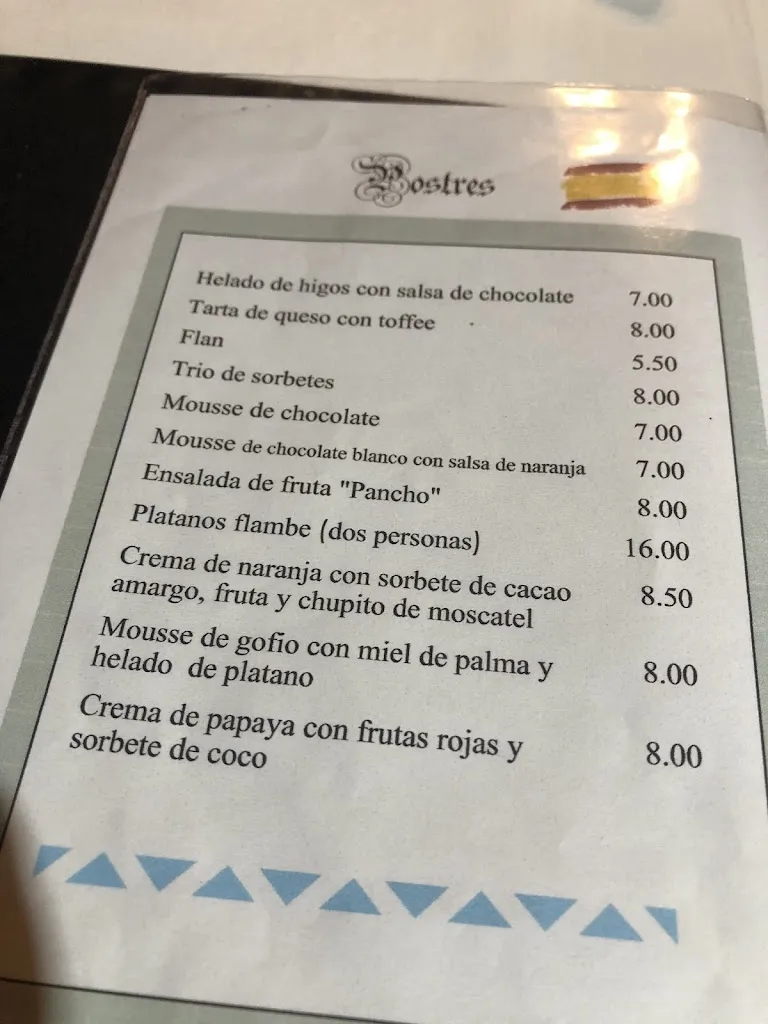 Postres
Helado de higos con salsa de chocolate 7.00
Tarta de queso con toffee 8.00
Flan 5.50
Trio de sorbetes 8.00
Mousse de chocolate 7.00
Mousse de chocolate blanco con salsa de naranja 7.00
Ensalada de fruta "Pancho" 8.00
Platanos flambe (dos personas) 16.00
Crema de naranja con sorbete de cacao 8.50
amargo, fruta y chupito de moscatel
Mousse de gofio con miel de palma y 8.00
helado de platano
Crema de papaya con frutas rojas y 8.00
sorbete de coco